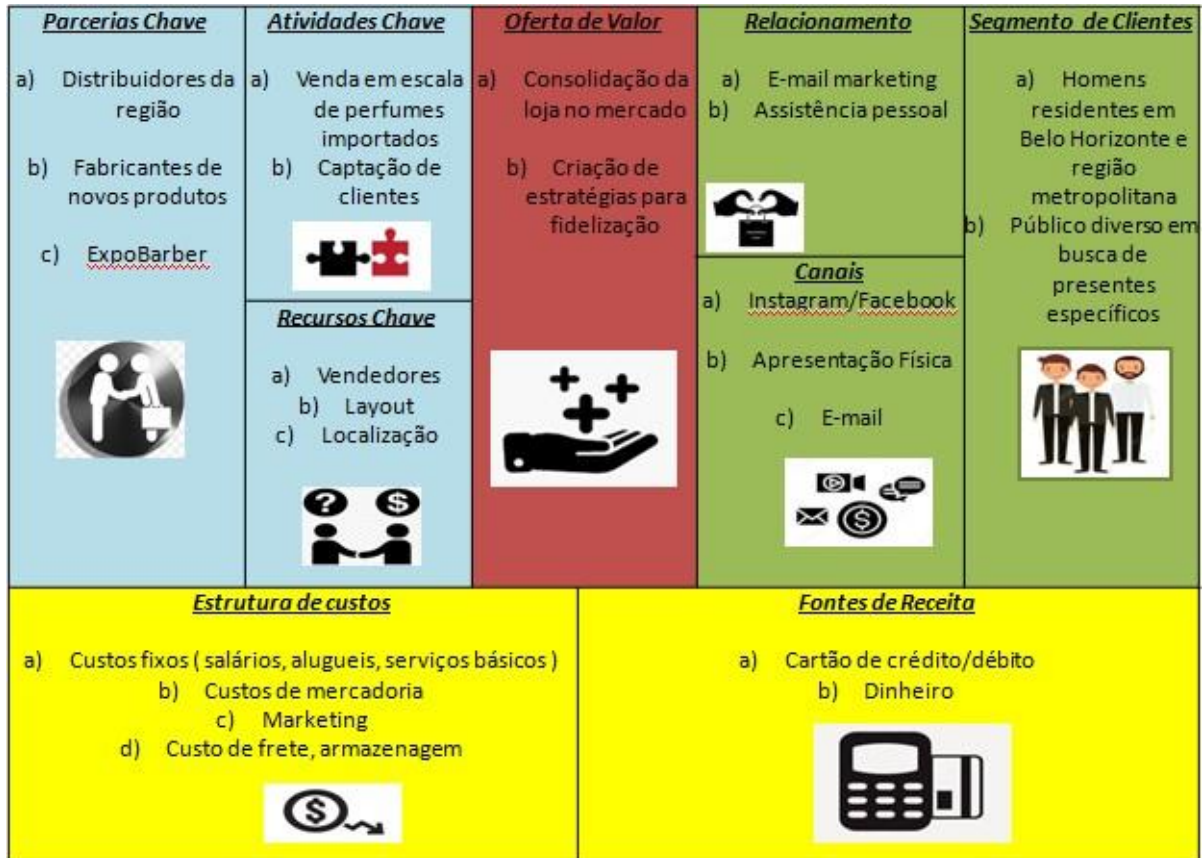 Parcerias Chave
a) Distribuidores da
região
b) Fabricantes de
novos produtos
c) ExpoBarber
Atividades Chave
a) Venda em escala
de perfumes
importados
b) Captação de
clientes
Recursos Chave
a) Vendedores
b) Layout
c) Localização
? $
Oferta de Valor
a) Consolidação da
loja no mercado
b) Criação de
estratégias para
fidelização
Relacionamento
a) E-mail marketing
b) Assistência pessoal
Canais
a) Instagram/Facebook
b) Apresentação Física
c) E-mail
$
Segmento de Clientes
a) Homens
residentes em
Belo Horizonte e
região
metropolitana
b) Público diverso em
busca de
presentes
específicos
Estrutura de custos
a) Custos fixos ( salários, alugueis, serviços básicos )
b) Custos de mercadoria
c) Marketing
d) Custo de frete, armazenagem
$
Fontes de Receita
a) Cartão de crédito/débito
b) Dinheiro